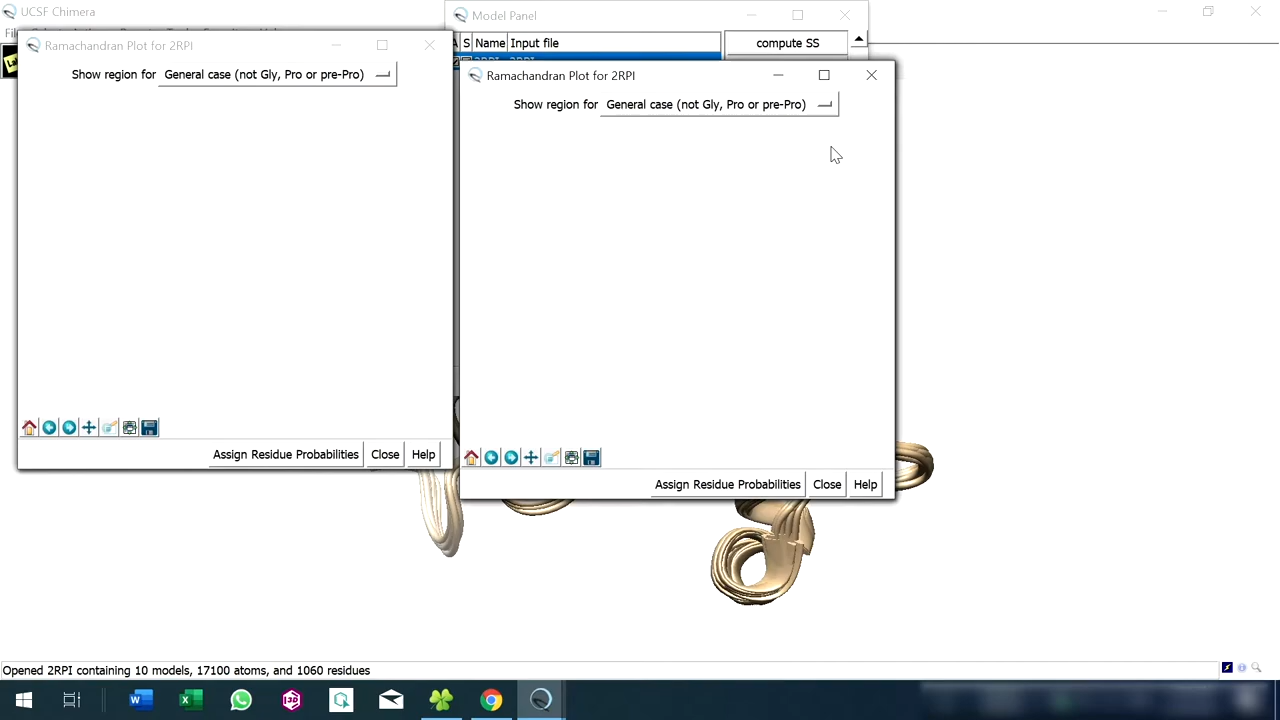 UCSF Chimera
Model Panel
A S Name Input file
compute SS
Ramachandran Plot for 2RPI
Show region for General case (not Gly, Pro or pre-Pro)
Assign Residue Probabilities Close Help
Ramachandran Plot for 2RPI
Show region for General case (not Gly, Pro or pre-Pro)
Assign Residue Probabilities Close Help
Opened 2RPI containing 10 models, 17100 atoms, and 1060 residues